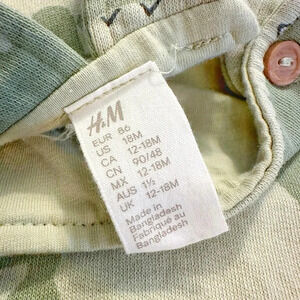 H&M
EUR 86
US 18M
CA 12-18M
CN 90/48
MX 12-18M
AUS 1½
UK 12-18M
Made in
Bangladesh
Fabriqué au
Bangladesh